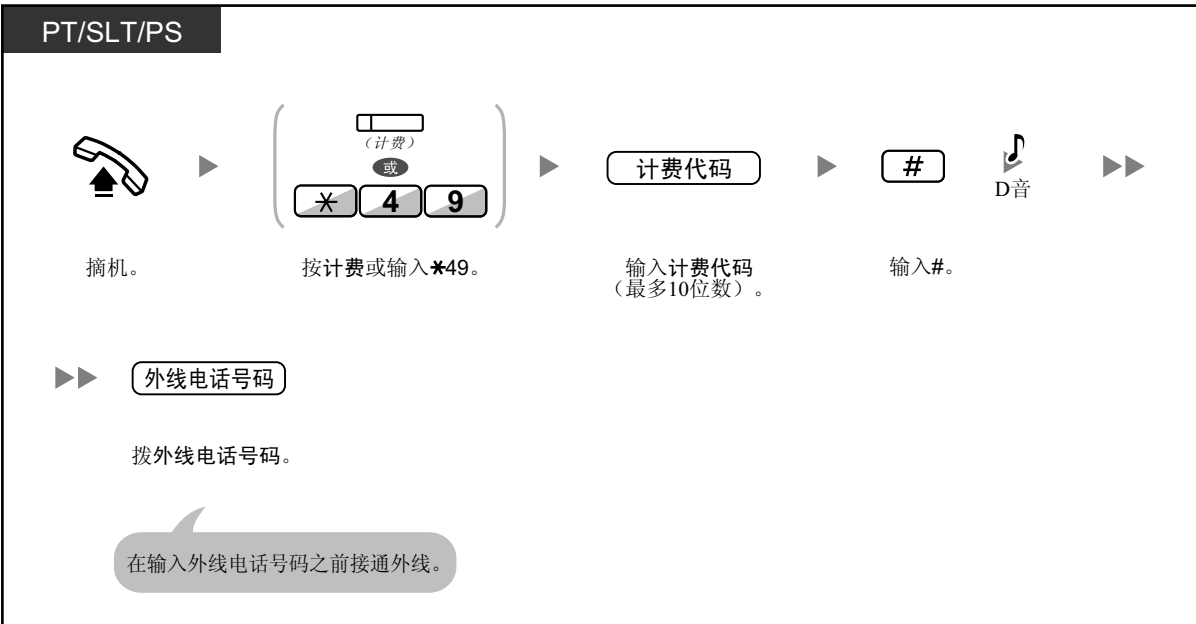 PT/SLT/PS
(计费)
或
* 4 9
计费代码
#
D音
摘机。
按计费或输入*49。
输入计费代码
（最多10位数）。
输入#。
外线电话号码
拨外线电话号码。
在输入外线电话号码之前接通外线。